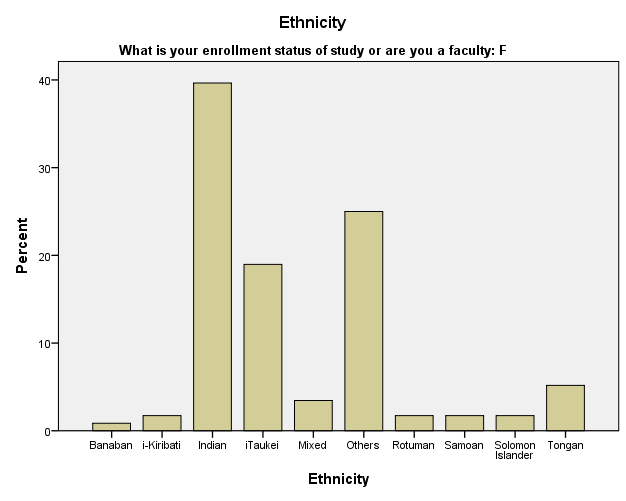 Ethnicity
What is your enrollment status of study or are you a faculty: F
Percent
40
30
20
10
0
Banaban i-Kiribati Indian iTaukei Mixed Others Rotuman Samoan Solomon Islander Tongan
Ethnicity